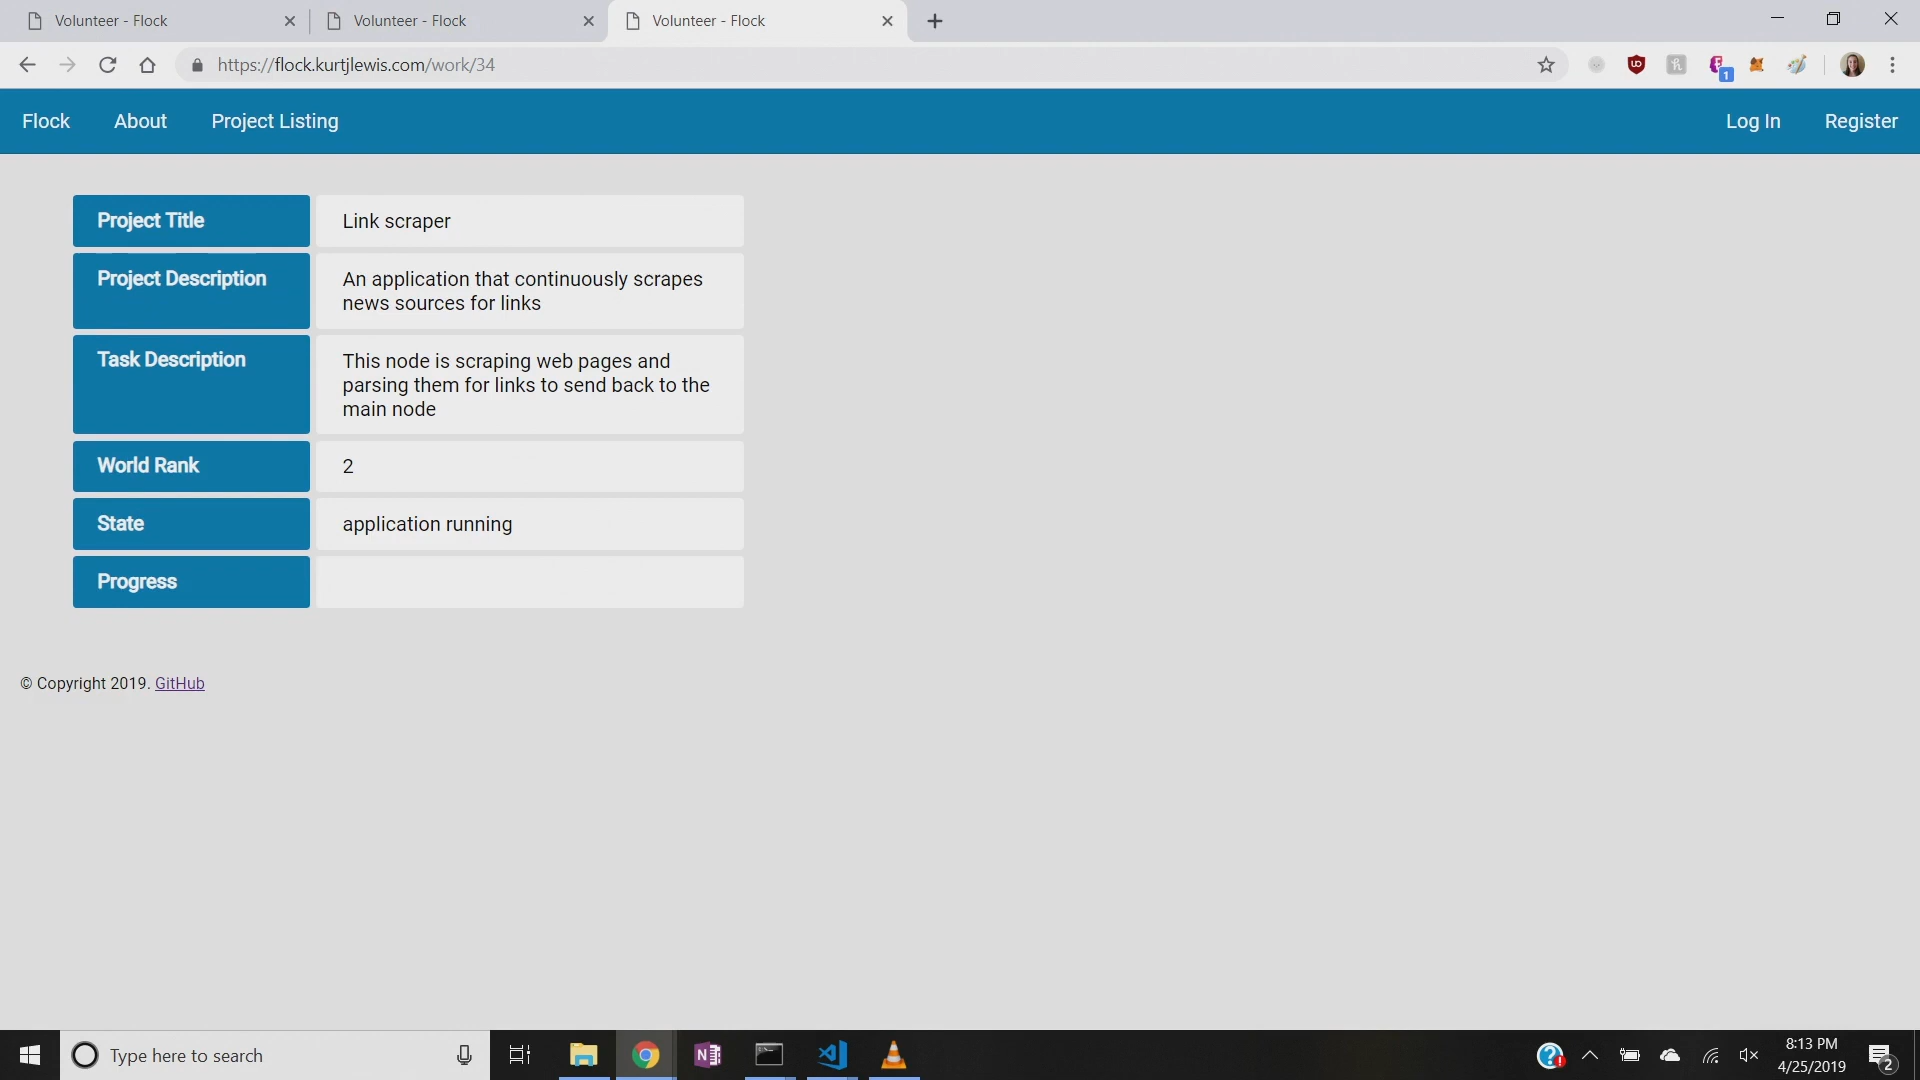 Volunteer - Flock
Volunteer - Flock
Volunteer - Flock
https://flock.kurtjlewis.com/work/34
1
Flock
About
Project Listing
Log In
Register
Project Title
Link scraper
Project Description
An application that continuously scrapes
news sources for links
Task Description
This node is scraping web pages and
parsing them for links to send back to the
main node
World Rank
2
State
application running
Progress
© Copyright 2019. GitHub
Type here to search
8:13 PM
4/25/2019
2